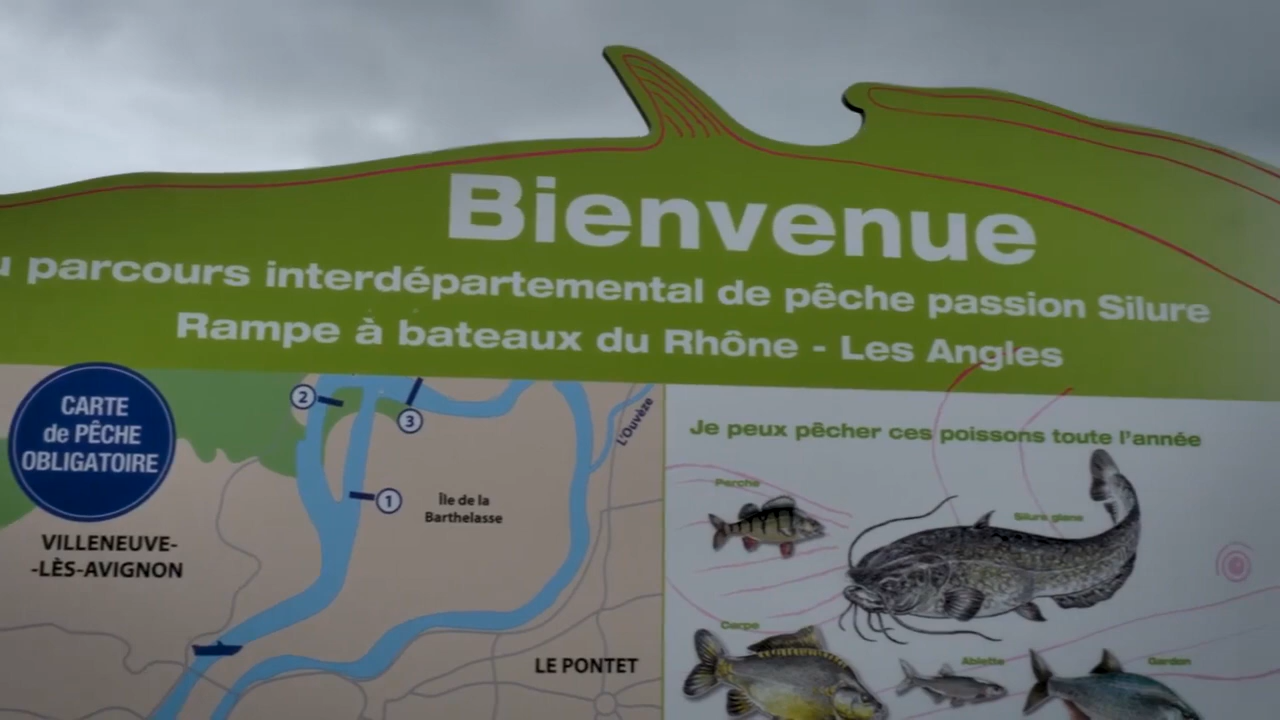 Bienvenue
u parcours interdépartemental de pêche passion Silure
Rampe à bateaux du Rhône - Les Angles
CARTE
de PÊCHE
OBLIGATOIRE
2
3
L'Ouvèze
1
Île de la
Barthelasse
VILLENEUVE-
-LÈS-AVIGNON
LE PONTET
Je peux pêcher ces poissons toute l'année
Perche
Silure glane
Carpe
Ablette
Gardon